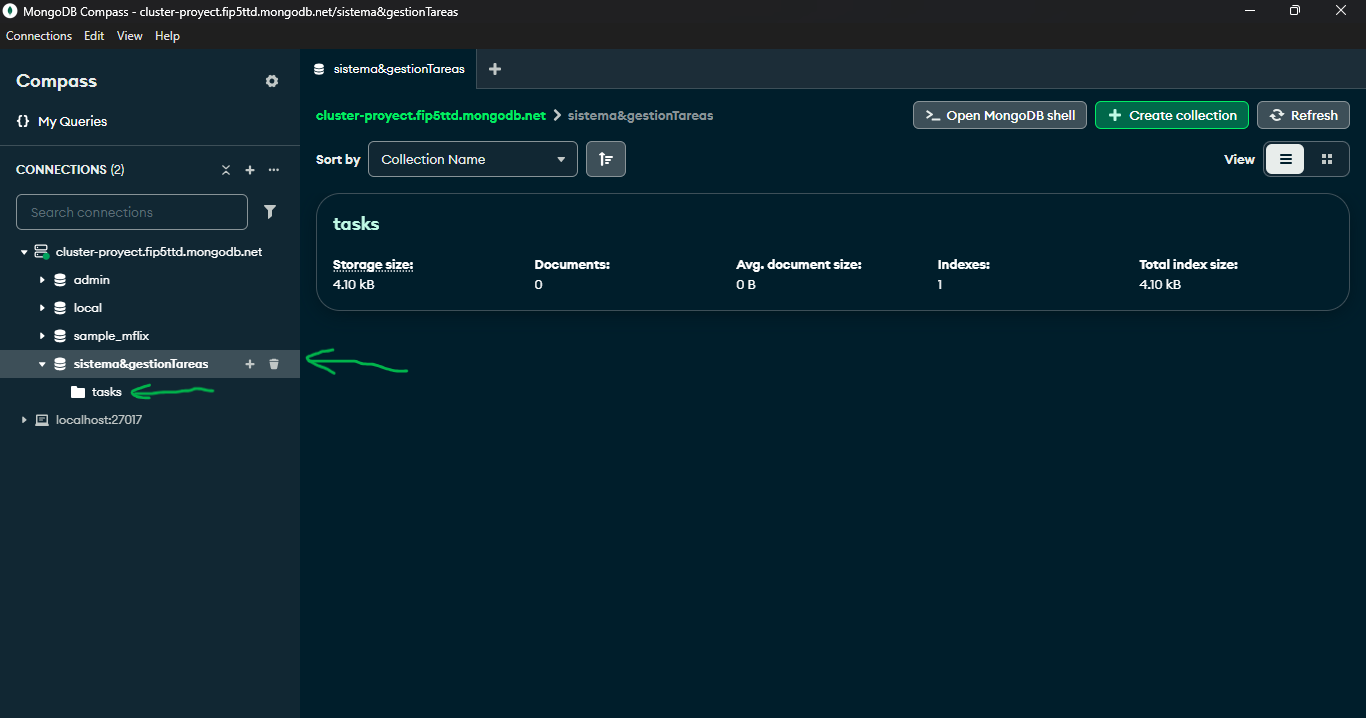 MongoDB Compass - cluster-proyect.fip5ttd.mongodb.net/sistema&gestionTareas
Connections Edit View Help
Compass
{} My Queries
CONNECTIONS (2)
Search connections
cluster-proyect.fip5ttd.mongodb.net
admin
local
sample_mflix
sistema&gestionTareas
tasks
localhost:27017
sistema&gestionTareas
cluster-proyect.fip5ttd.mongodb.net > sistema&gestionTareas
>_ Open MongoDB shell
+ Create collection
Refresh
Sort by Collection Name
View
tasks
Storage size: Documents: Avg. document size: Indexes: Total index size:
4.10 kB 0 0 B 1 4.10 kB